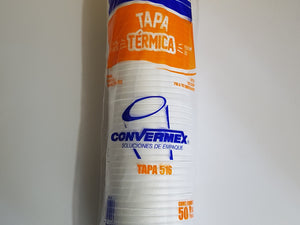 TAPA
TÉRMICA
CONVERMEX
SOLUCIONES DE EMPAQUE
TAPA 516
50